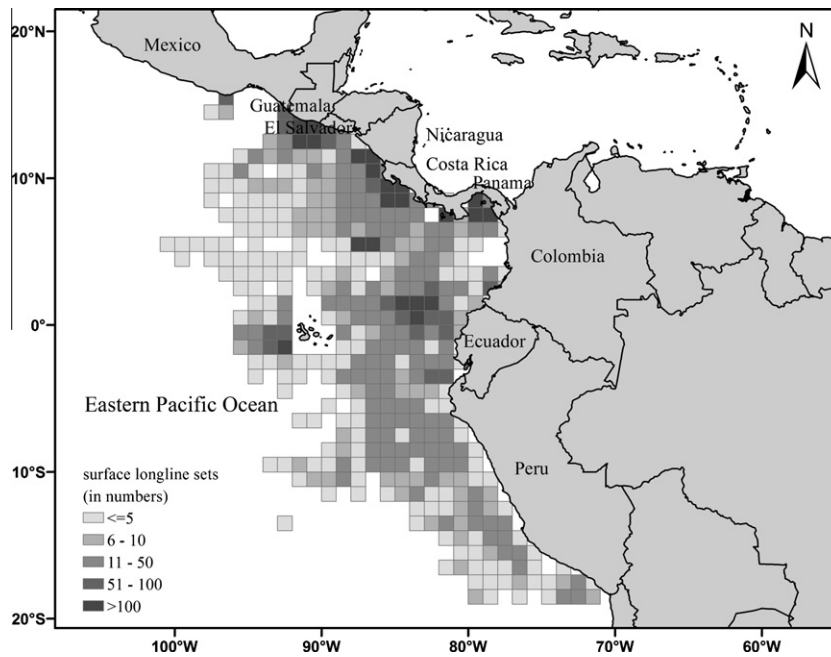 20°N
10°N
0°
10°S
20°S
N
Mexico
Guatemala
El Salvador
Nicaragua
Costa Rica
Panama
Colombia
Ecuador
Peru
Eastern Pacific Ocean
surface longline sets
(in numbers)
<=5
6 - 10
11 - 50
51 - 100
>100
100°W
90°W
80°W
70°W
60°W